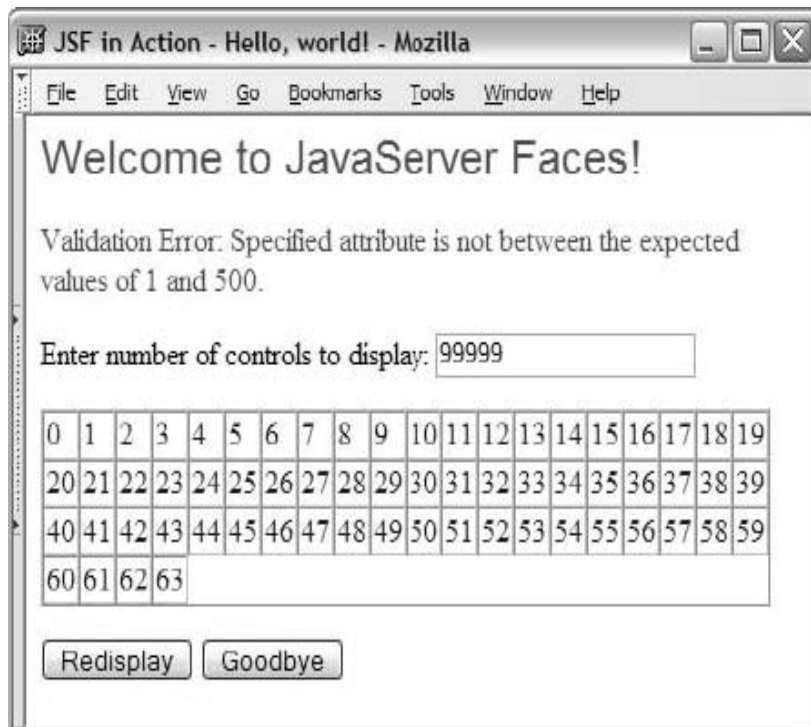 JSF in Action - Hello, world! - Mozilla
File Edit View Go Bookmarks Tools Window Help
Welcome to JavaServer Faces!
Validation Error: Specified attribute is not between the expected
values of 1 and 500.
Enter number of controls to display: 99999
0 1 2 3 4 5 6 7 8 9 10 11 12 13 14 15 16 17 18 19
20 21 22 23 24 25 26 27 28 29 30 31 32 33 34 35 36 37 38 39
40 41 42 43 44 45 46 47 48 49 50 51 52 53 54 55 56 57 58 59
60 61 62 63
Redisplay Goodbye